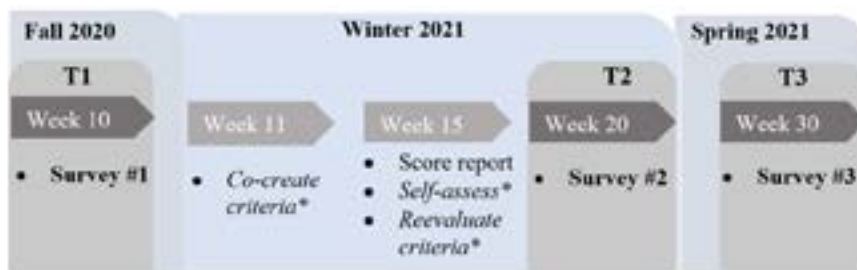 Fall 2020
Winter 2021
Spring 2021
T1
T2
T3
Week 10
Week 11
Week 15
Week 20
Week 30
• Survey #1
• Co-create
criteria*
• Score report
• Self-assess*
• Reevaluate
criteria*
• Survey #2
• Survey #3